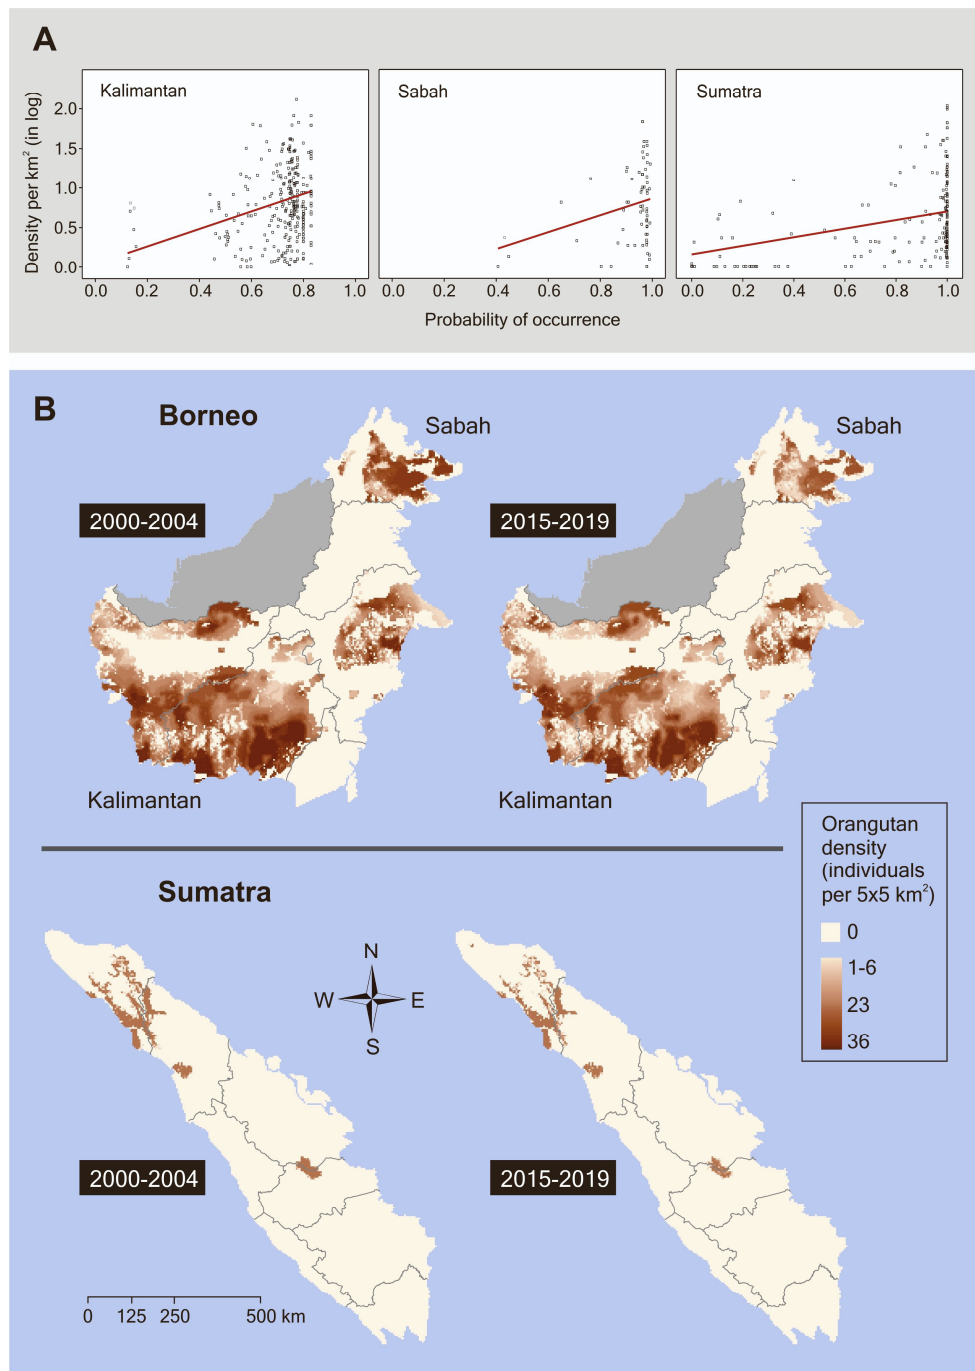 A
Kalimantan
Sabah
Sumatra
Density per km² (in log)
2.0
1.5
1.0
0.5
0.0
0.0 0.2 0.4 0.6 0.8 1.0
0.0 0.2 0.4 0.6 0.8 1.0
0.0 0.2 0.4 0.6 0.8 1.0
Probability of occurrence
B
Borneo
Sabah
Sabah
2000-2004
2015-2019
Kalimantan
Kalimantan
Orangutan
density
(individuals
per 5x5 km²)
0
1-6
23
36
Sumatra
N
W E
S
2000-2004
2015-2019
0 125 250 500 km